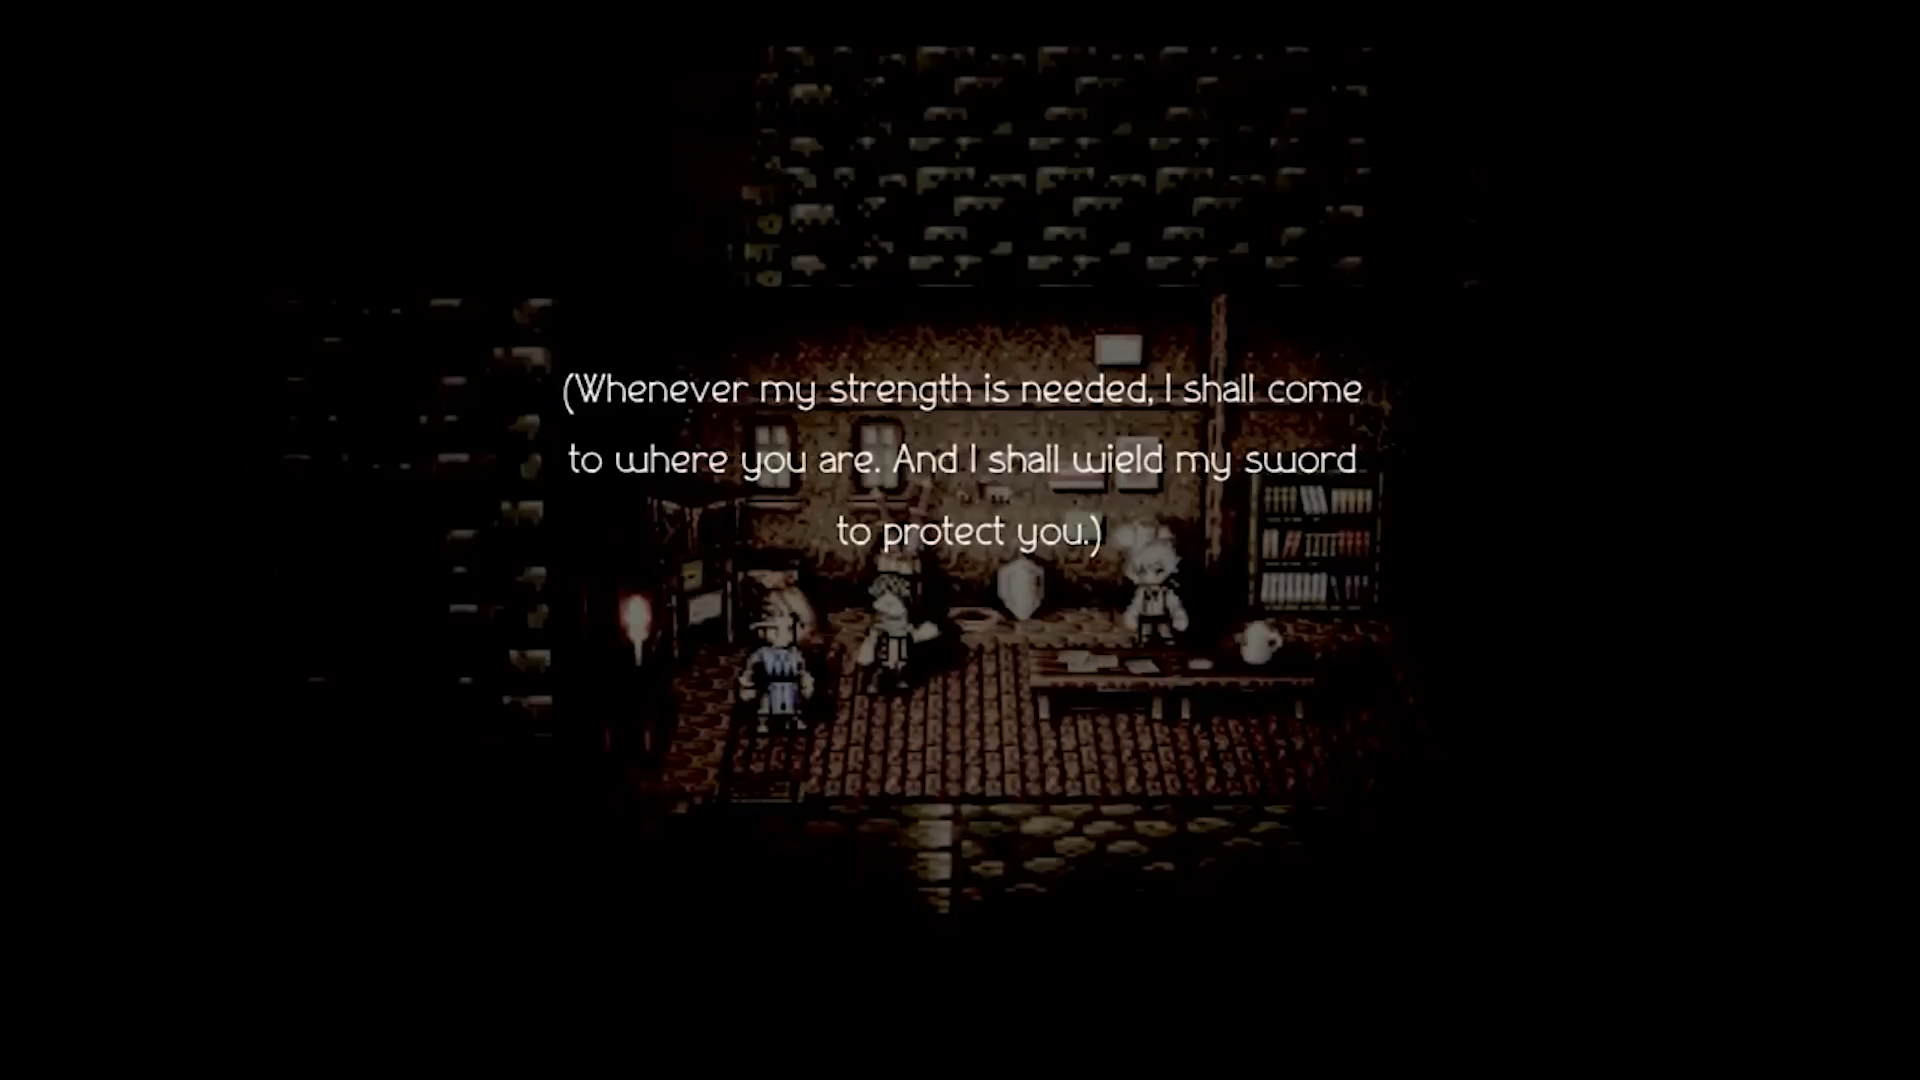 (Whenever my strength is needed, I shall come
to where you are. And I shall wield my sword
to protect you.)